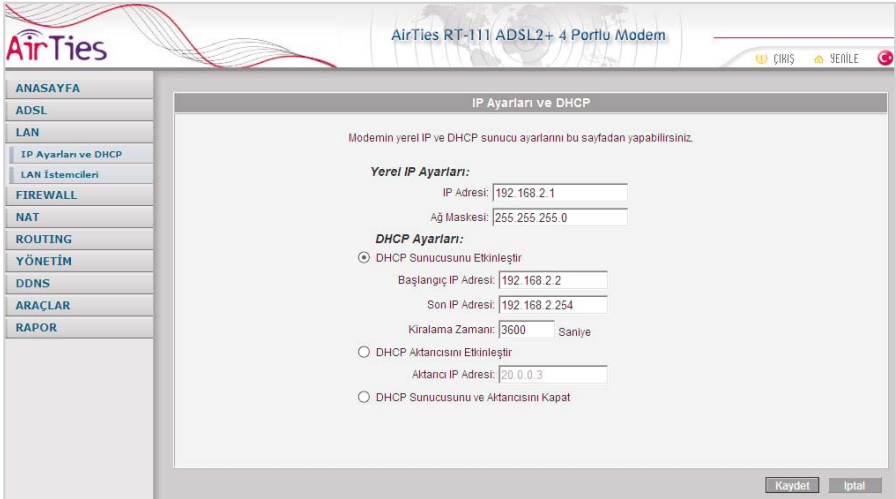 AirTies
AirTies RT-111 ADSL2+ 4 Portlu Modem
ÇIKIŞ
YENİLE
ANASAYFA
ADSL
LAN
IP Ayarları ve DHCP
LAN İstemcileri
FIREWALL
NAT
ROUTING
YÖNETİM
DDNS
ARAÇLAR
RAPOR
IP Ayarları ve DHCP
Modemin yerel IP ve DHCP sunucu ayarlarını bu sayfadan yapabilirsiniz.
Yerel IP Ayarları:
IP Adresi: 192.168.2.1
Ağ Maskesi: 255.255.255.0
DHCP Ayarları:
DHCP Sunucusunu Etkinleştir
Başlangıç IP Adresi: 192.168.2.2
Son IP Adresi: 192.168.2.254
Kiralama Zamanı: 3600 Saniye
DHCP Aktarıcısını Etkinleştir
Aktarıcı IP Adresi: 20.0.0.3
DHCP Sunucusunu ve Aktarıcısını Kapat
Kaydet
Iptal